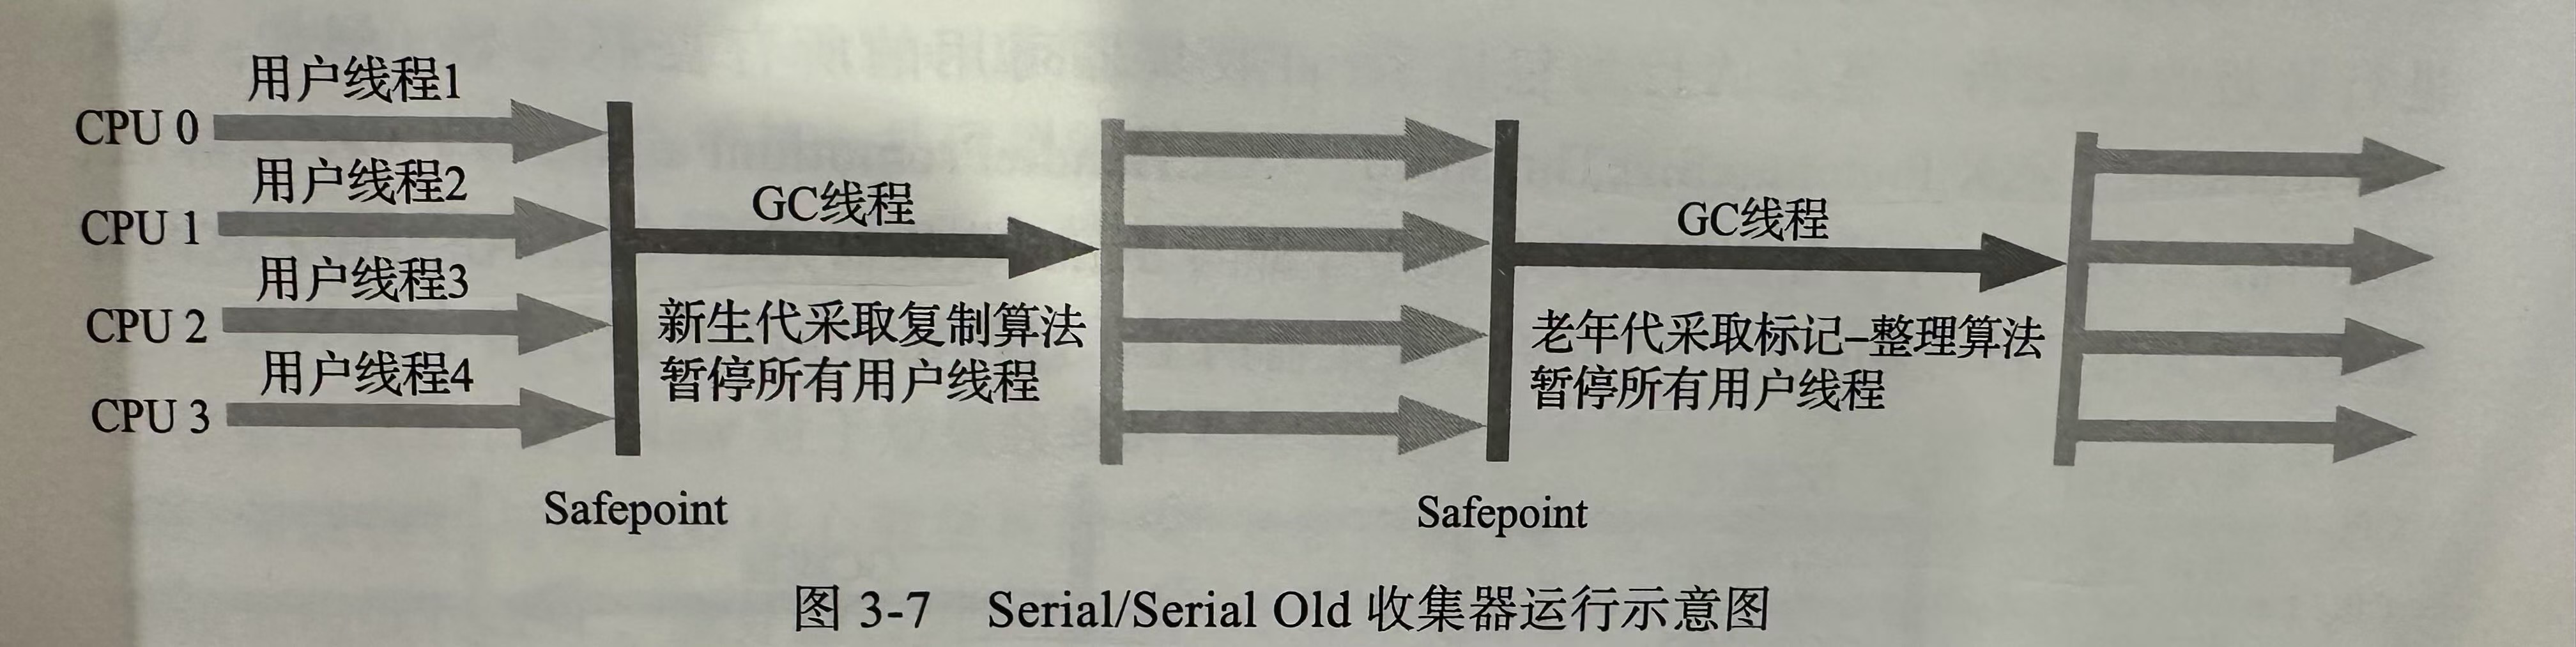 用户线程1
CPU 0
用户线程2
CPU 1
用户线程3
CPU 2
用户线程4
CPU 3
GC线程
新生代采取复制算法
暂停所有用户线程
Safepoint
GC线程
老年代采取标记–整理算法
暂停所有用户线程
Safepoint
图 3-7 Serial/Serial Old 收集器运行示意图